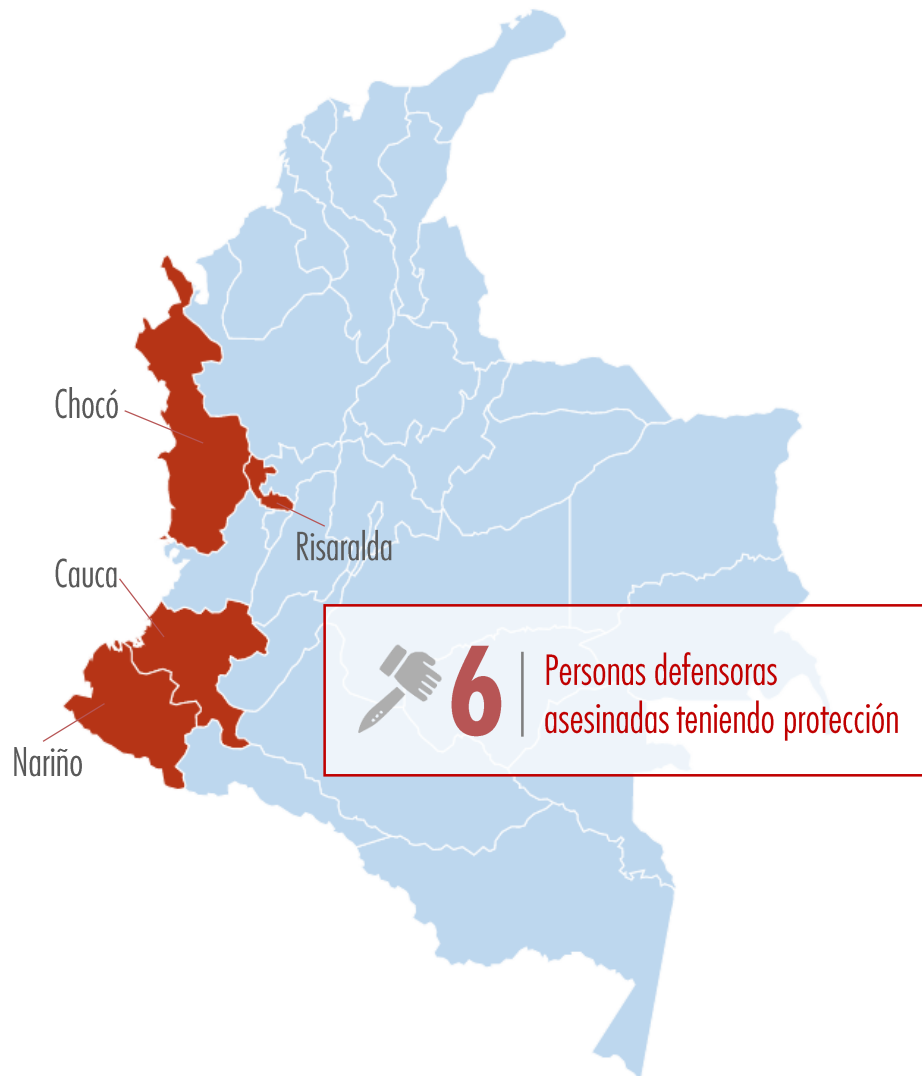 Chocó
Risaralda
Cauca
6
Personas defensoras
asesinadas teniendo protección
Nariño